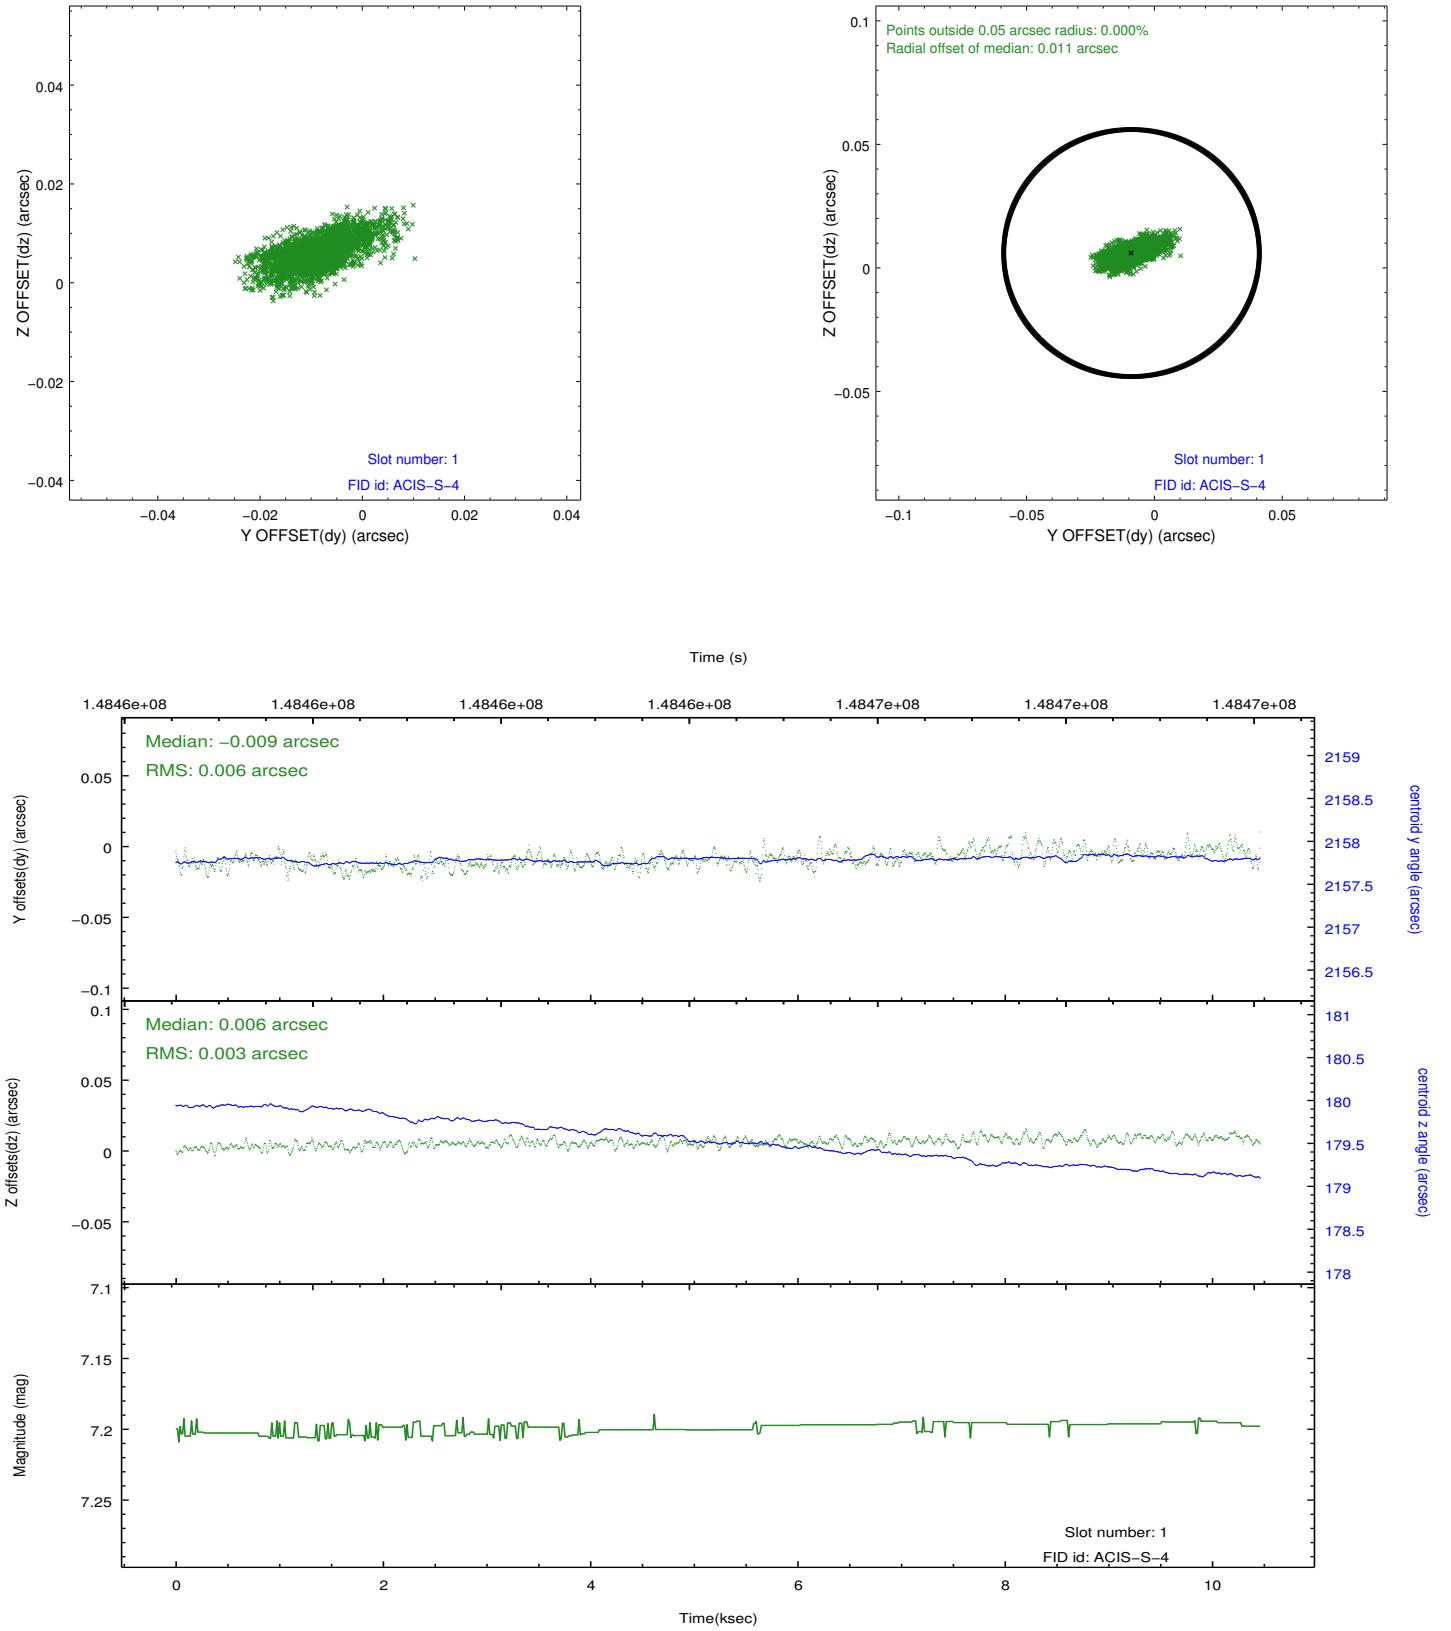 0.04
0.02
0
−0.02
−0.04
Z OFFSET(dz) (arcsec)
Slot number: 1
FID id: ACIS−S−4
−0.04
−0.02
0
0.02
0.04
Y OFFSET(dy) (arcsec)
Points outside 0.05 arcsec radius: 0.000%
Radial offset of median: 0.011 arcsec
0.1
0.05
0
−0.05
Z OFFSET(dz) (arcsec)
Slot number: 1
FID id: ACIS−S−4
−0.1
−0.05
0
0.05
Y OFFSET(dy) (arcsec)
Time (s)
1.4846e+08
1.4846e+08
1.4846e+08
1.4846e+08
1.4847e+08
1.4847e+08
1.4847e+08
Median: −0.009 arcsec
RMS: 0.006 arcsec
0.05
0
−0.05
−0.1
Y offsets(dy) (arcsec)
2159
2158.5
2158
2157.5
2157
2156.5
centroid y angle (arcsec)
Median: 0.006 arcsec
RMS: 0.003 arcsec
0.1
0.05
0
−0.05
Z offsets(dz) (arcsec)
181
180.5
180
179.5
179
178.5
178
centroid z angle (arcsec)
7.1
7.15
7.2
7.25
Magnitude (mag)
Slot number: 1
FID id: ACIS−S−4
0
2
4
6
8
10
Time(ksec)